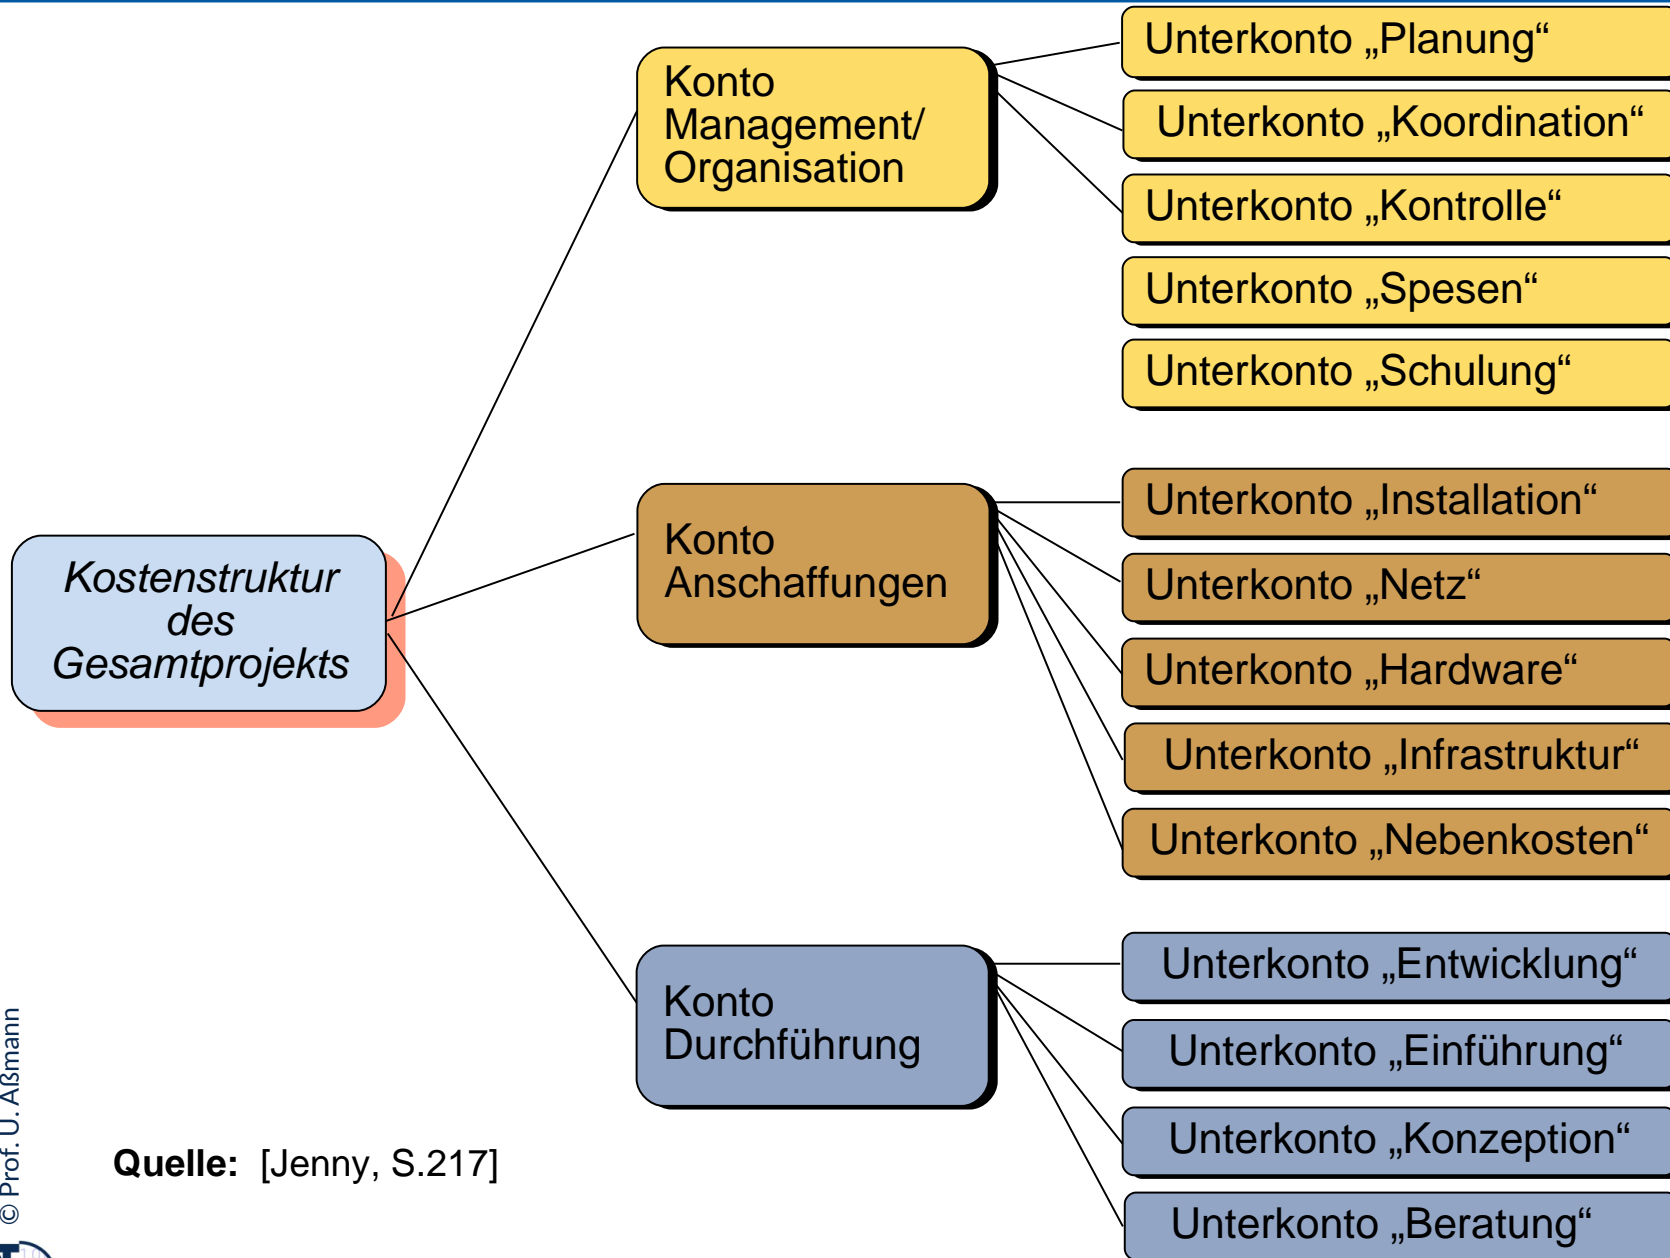 Kostenstruktur
des
Gesamtprojekts
Konto
Management/
Organisation
Unterkonto „Planung“
Unterkonto „Koordination“
Unterkonto „Kontrolle“
Unterkonto „Spesen“
Unterkonto „Schulung“
Konto
Anschaffungen
Unterkonto „Installation“
Unterkonto „Netz“
Unterkonto „Hardware“
Unterkonto „Infrastruktur“
Unterkonto „Nebenkosten“
Konto
Durchführung
Unterkonto „Entwicklung“
Unterkonto „Einführung“
Unterkonto „Konzeption“
Unterkonto „Beratung“
Quelle: [Jenny, S.217]
© Prof. U. Aßmann